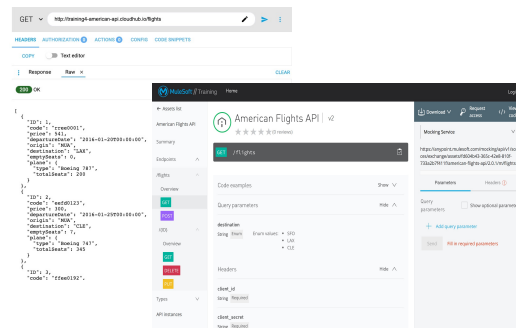 GET http://training4-american-api.cloudhub.io/flights
HEADERS AUTHORIZATION ACTIONS CONFIG CODE SNIPPETS
COPY Text editor
Response Raw × CLEAR
200 OK
[
{
"ID": 1,
"code": "rree0001",
"price": 541,
"departureDate": "2016-01-20T00:00:00",
"origin": "MUA",
"destination": "LAX",
"emptySeats": 0,
"plane": {
"type": "Boeing 787",
"totalSeats": 200
}
},
{
"ID": 2,
"code": "eefd0123",
"price": 300,
"departureDate": "2016-01-25T00:00:00",
"origin": "MUA",
"destination": "CLE",
"emptySeats": 7,
"plane": {
"type": "Boeing 747",
"totalSeats": 345
}
},
{
"ID": 3,
"code": "ffee0192",
MuleSoft // Training Home
← Assets list
American Flights API
Summary
Endpoints
/flights
Overview
GET
POST
Overview
GET
DELETE
PUT
Types
API instances
American Flights API v2
(0 reviews)
GET /flights
Code examples Show
Query parameters Hide
destination
String Enum Enum values: • SFO
• LAX
• CLE
Headers Hide
client_id
String Required
client_secret
String Required
Download
Request access
Mocking Service
Parameters Headers
Query parameters
Show optional parameters
+ Add query parameter
Send Fill in required parameters